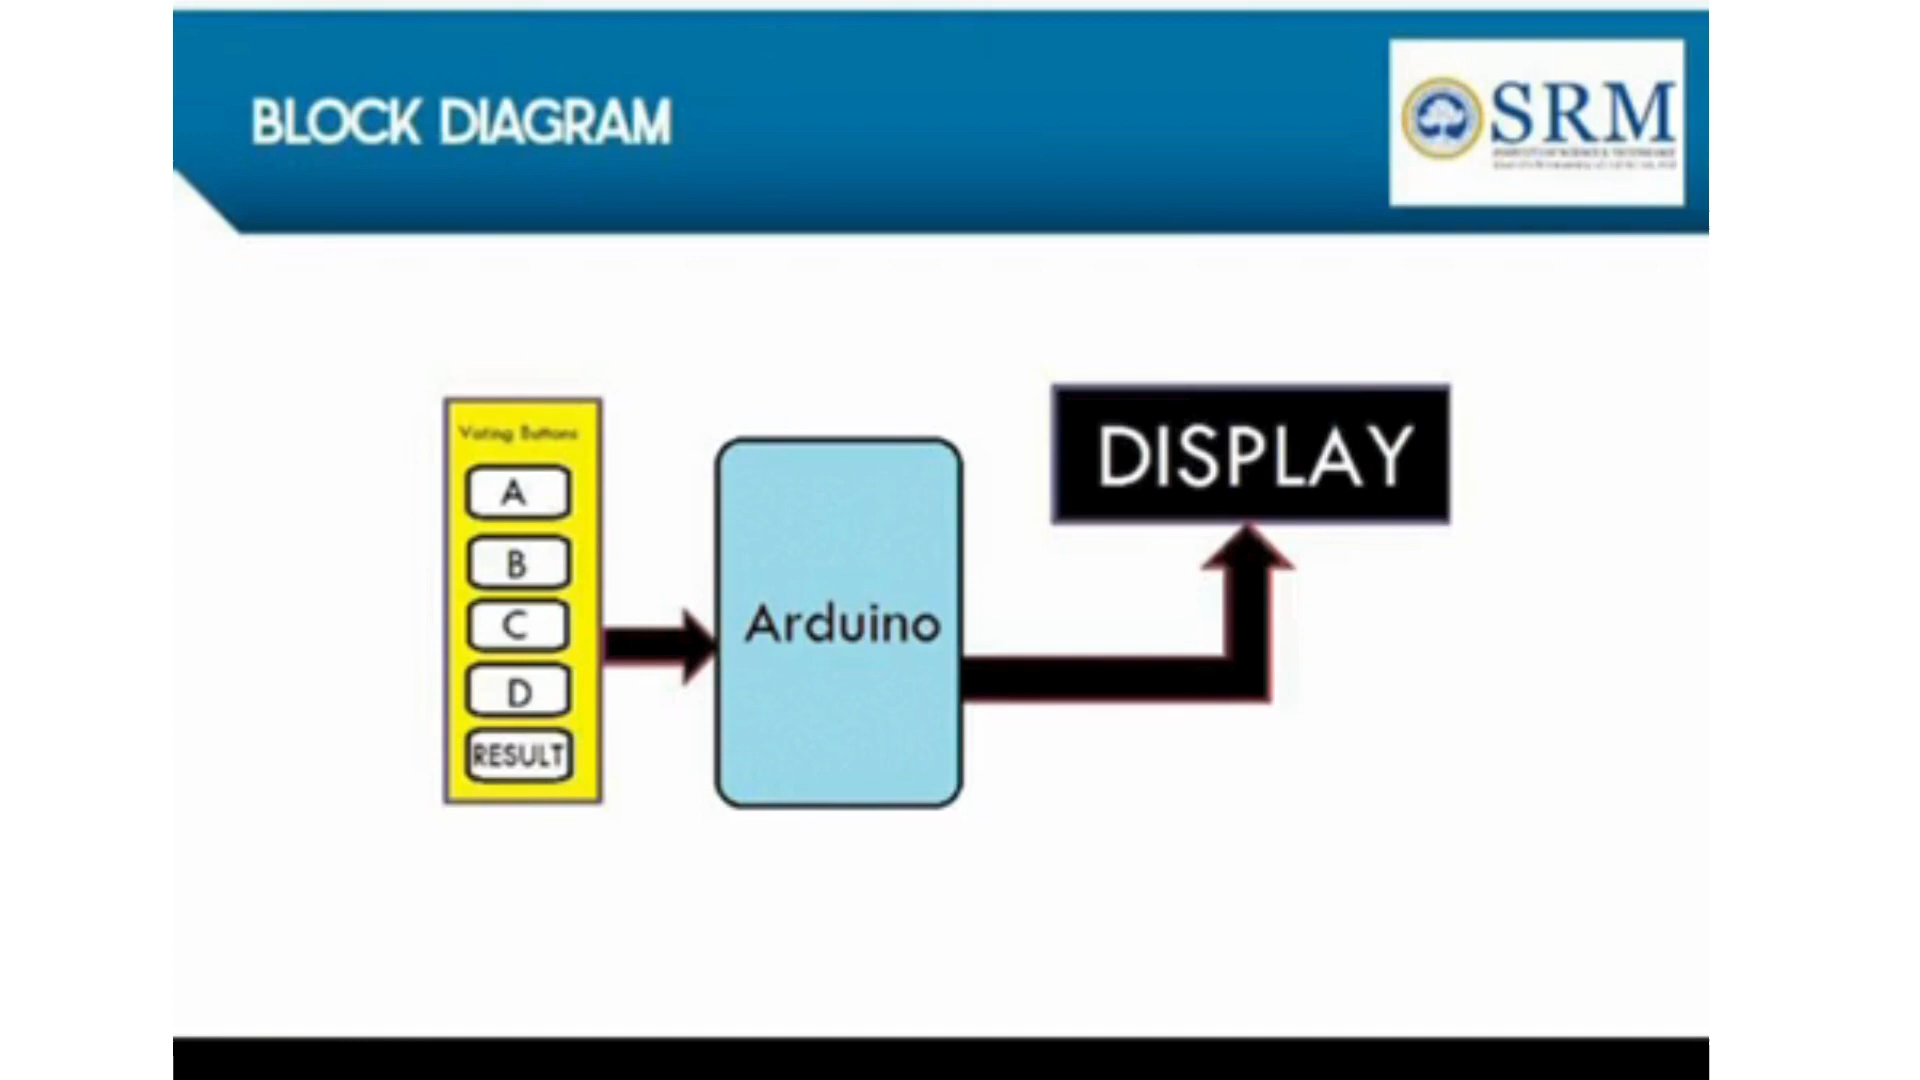 BLOCK DIAGRAM
SRM
Voting Buttons
A
B
C
D
RESULT
Arduino
DISPLAY